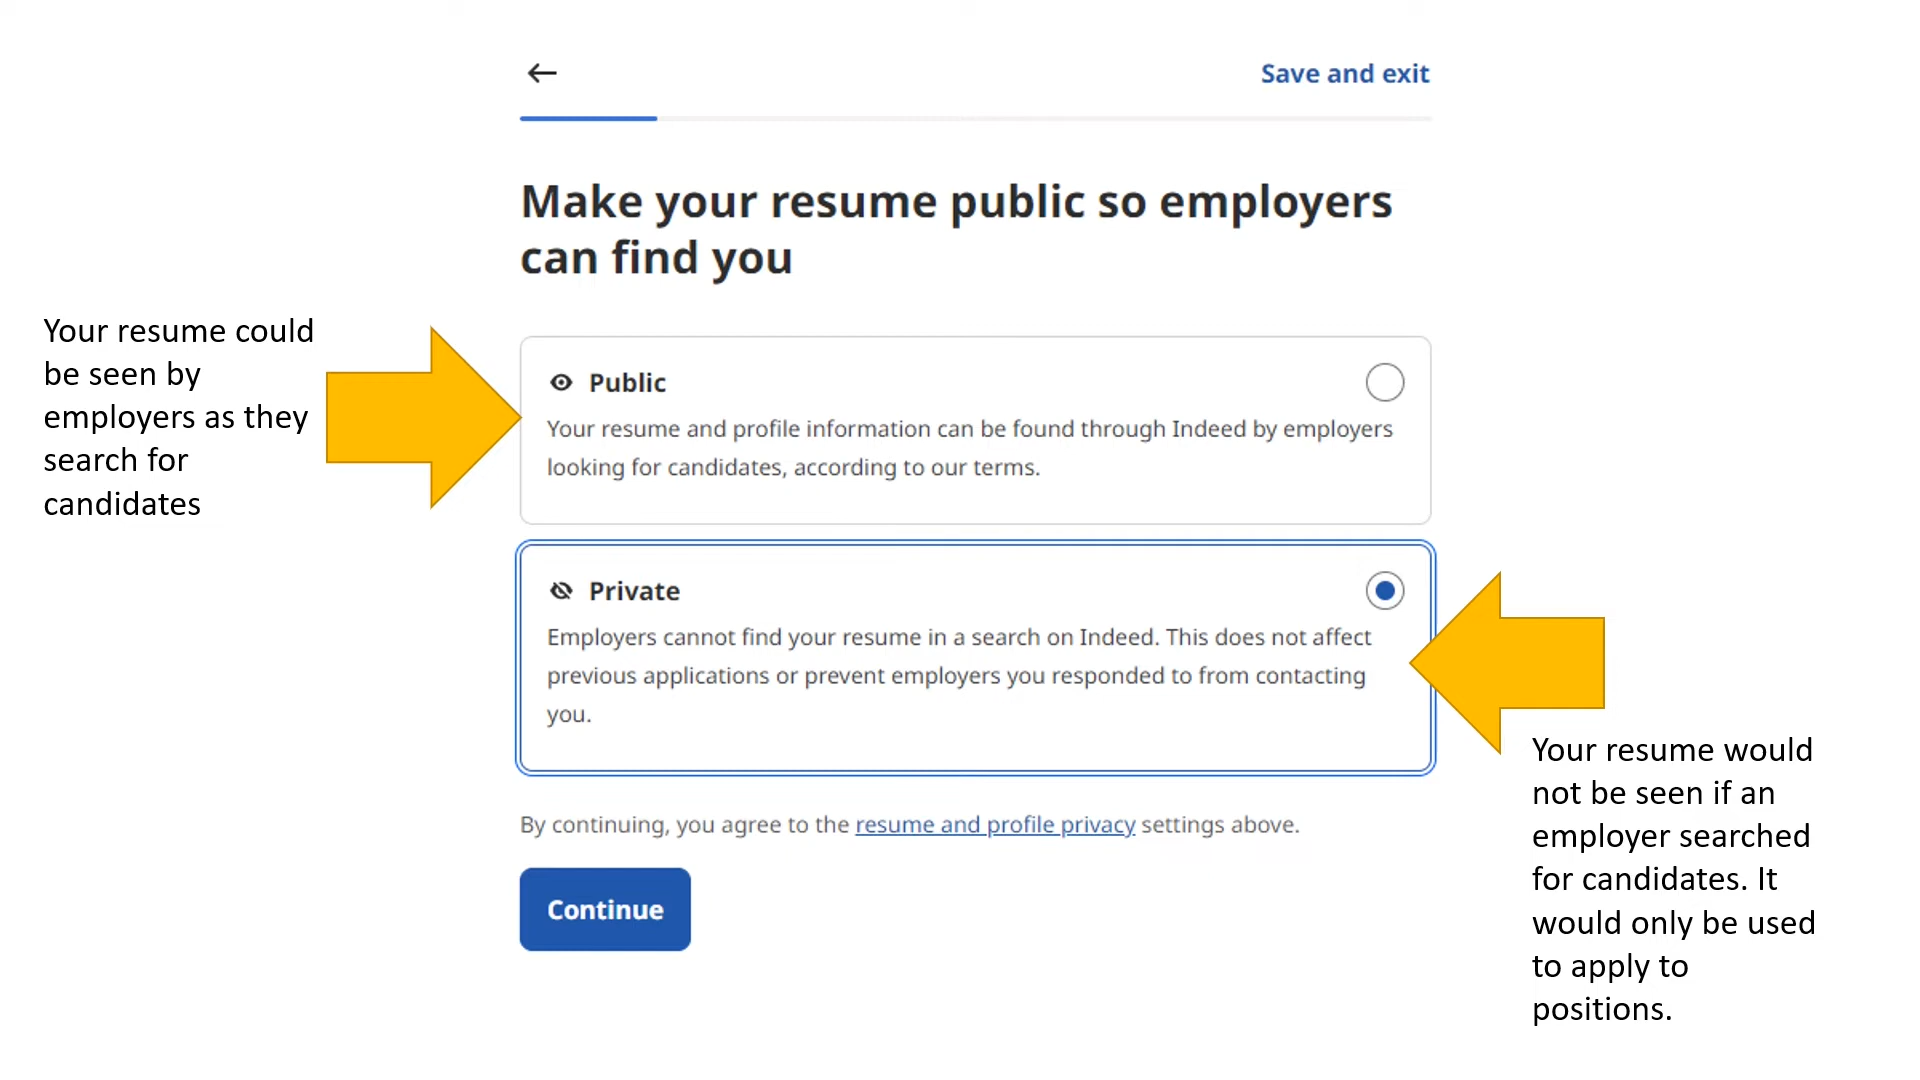 Save and exit
Make your resume public so employers
can find you
Your resume could
be seen by
employers as they
search for
candidates
Public
Your resume and profile information can be found through Indeed by employers
looking for candidates, according to our terms.
Private
Employers cannot find your resume in a search on Indeed. This does not affect
previous applications or prevent employers you responded to from contacting
you.
Your resume would
not be seen if an
employer searched
for candidates. It
would only be used
to apply to
positions.
By continuing, you agree to the resume and profile privacy settings above.
Continue